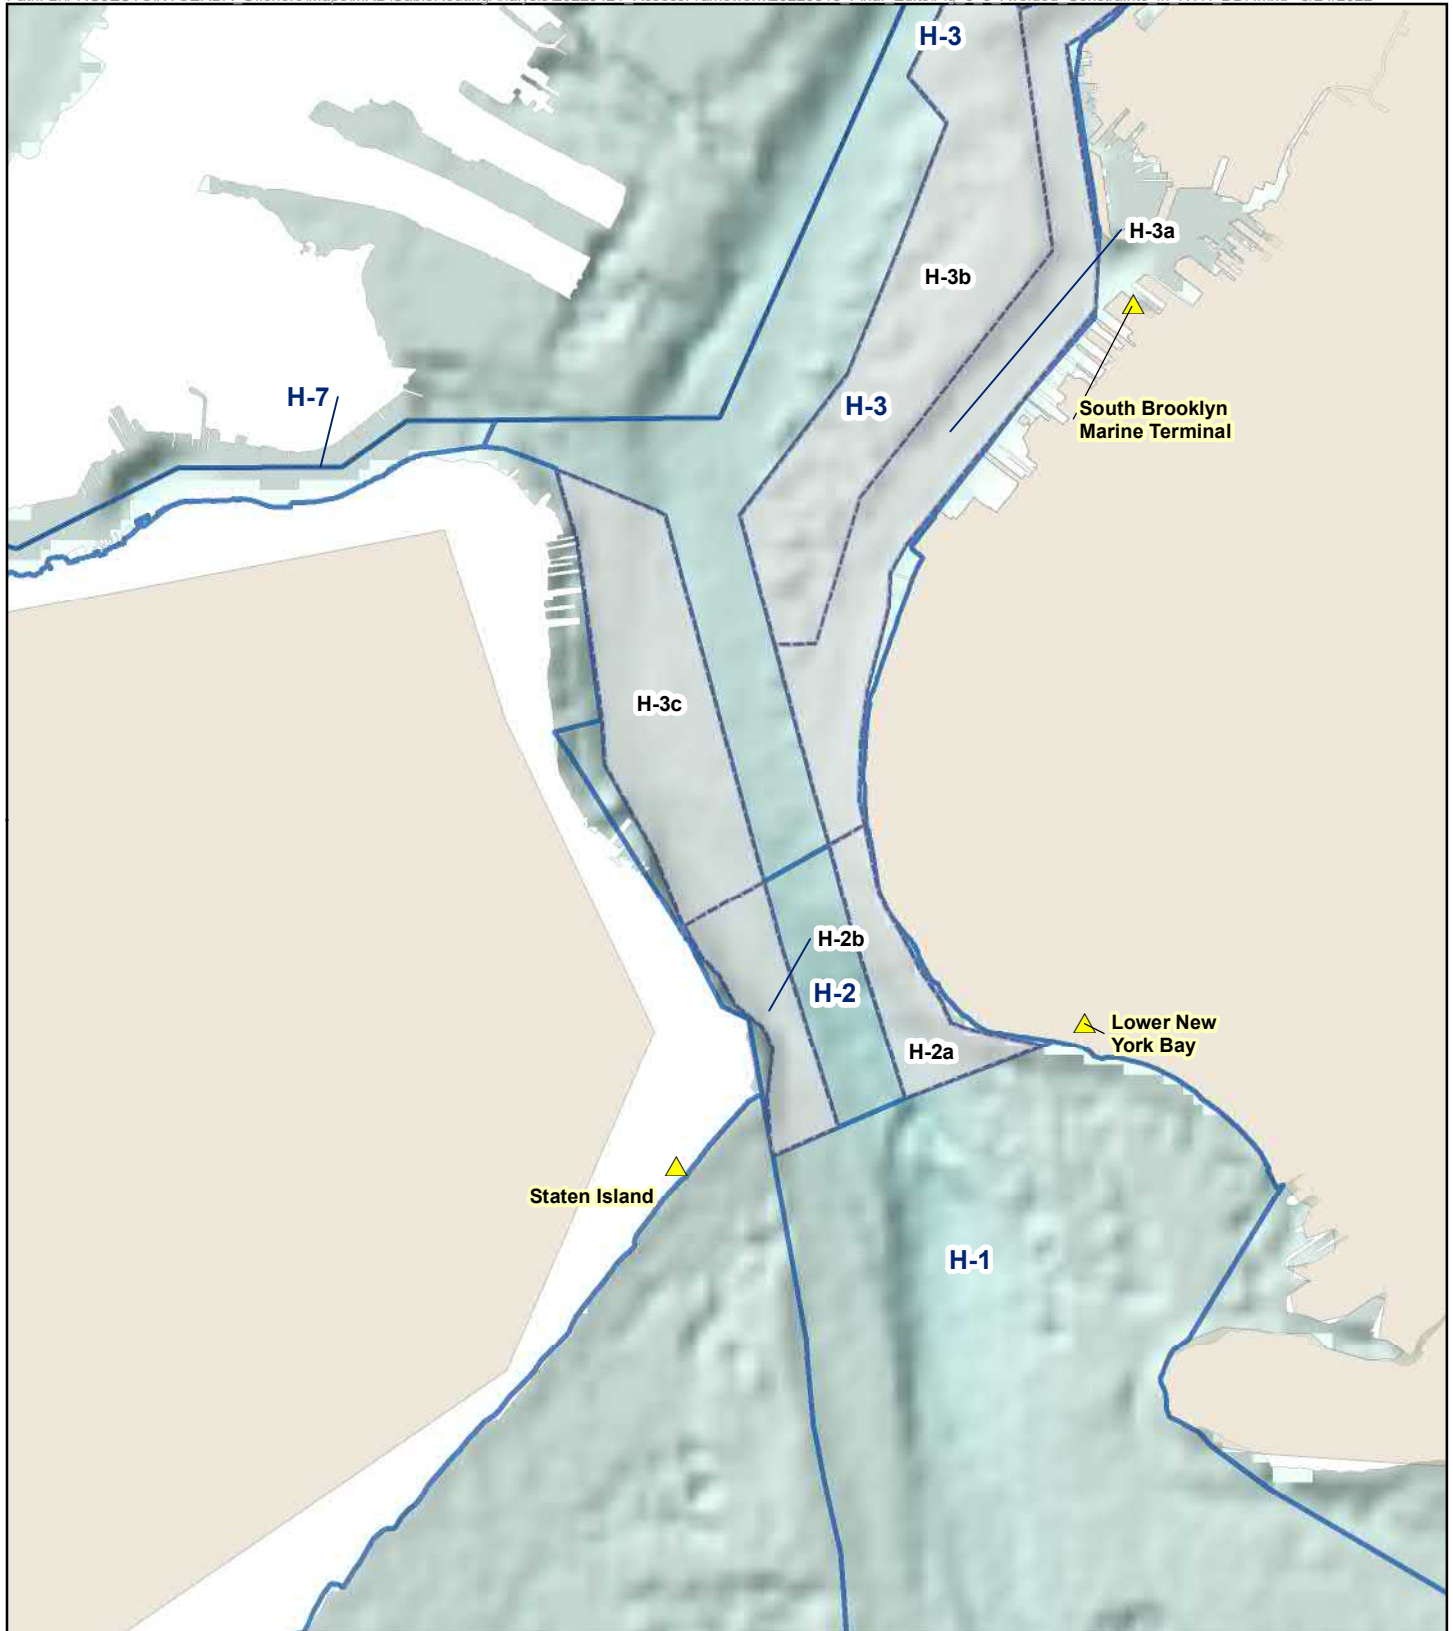 H-3
H-3a
H-3b
H-7
H-3
South Brooklyn
Marine Terminal
H-3c
H-2b
H-2
Lower New
York Bay
H-2a
Staten Island
H-1